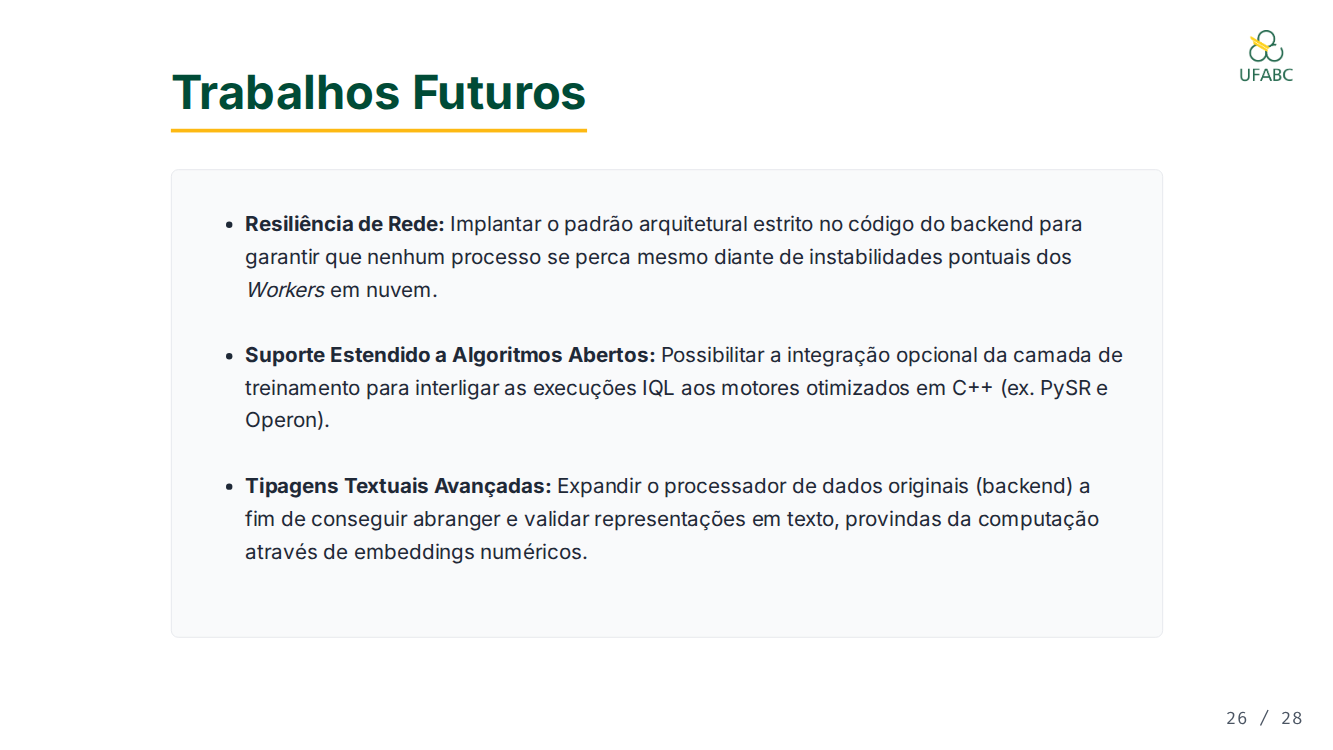 UFABC
Trabalhos Futuros
• Resiliência de Rede: Implantar o padrão arquitetural estrito no código do backend para
garantir que nenhum processo se perca mesmo diante de instabilidades pontuais dos
Workers em nuvem.
• Suporte Estendido a Algoritmos Abertos: Possibilitar a integração opcional da camada de
treinamento para interligar as execuções IQL aos motores otimizados em C++ (ex. PySR e
Operon).
• Tipagens Textuais Avançadas: Expandir o processador de dados originais (backend) a
fim de conseguir abranger e validar representações em texto, provindas da computação
através de embeddings numéricos.
26 / 28